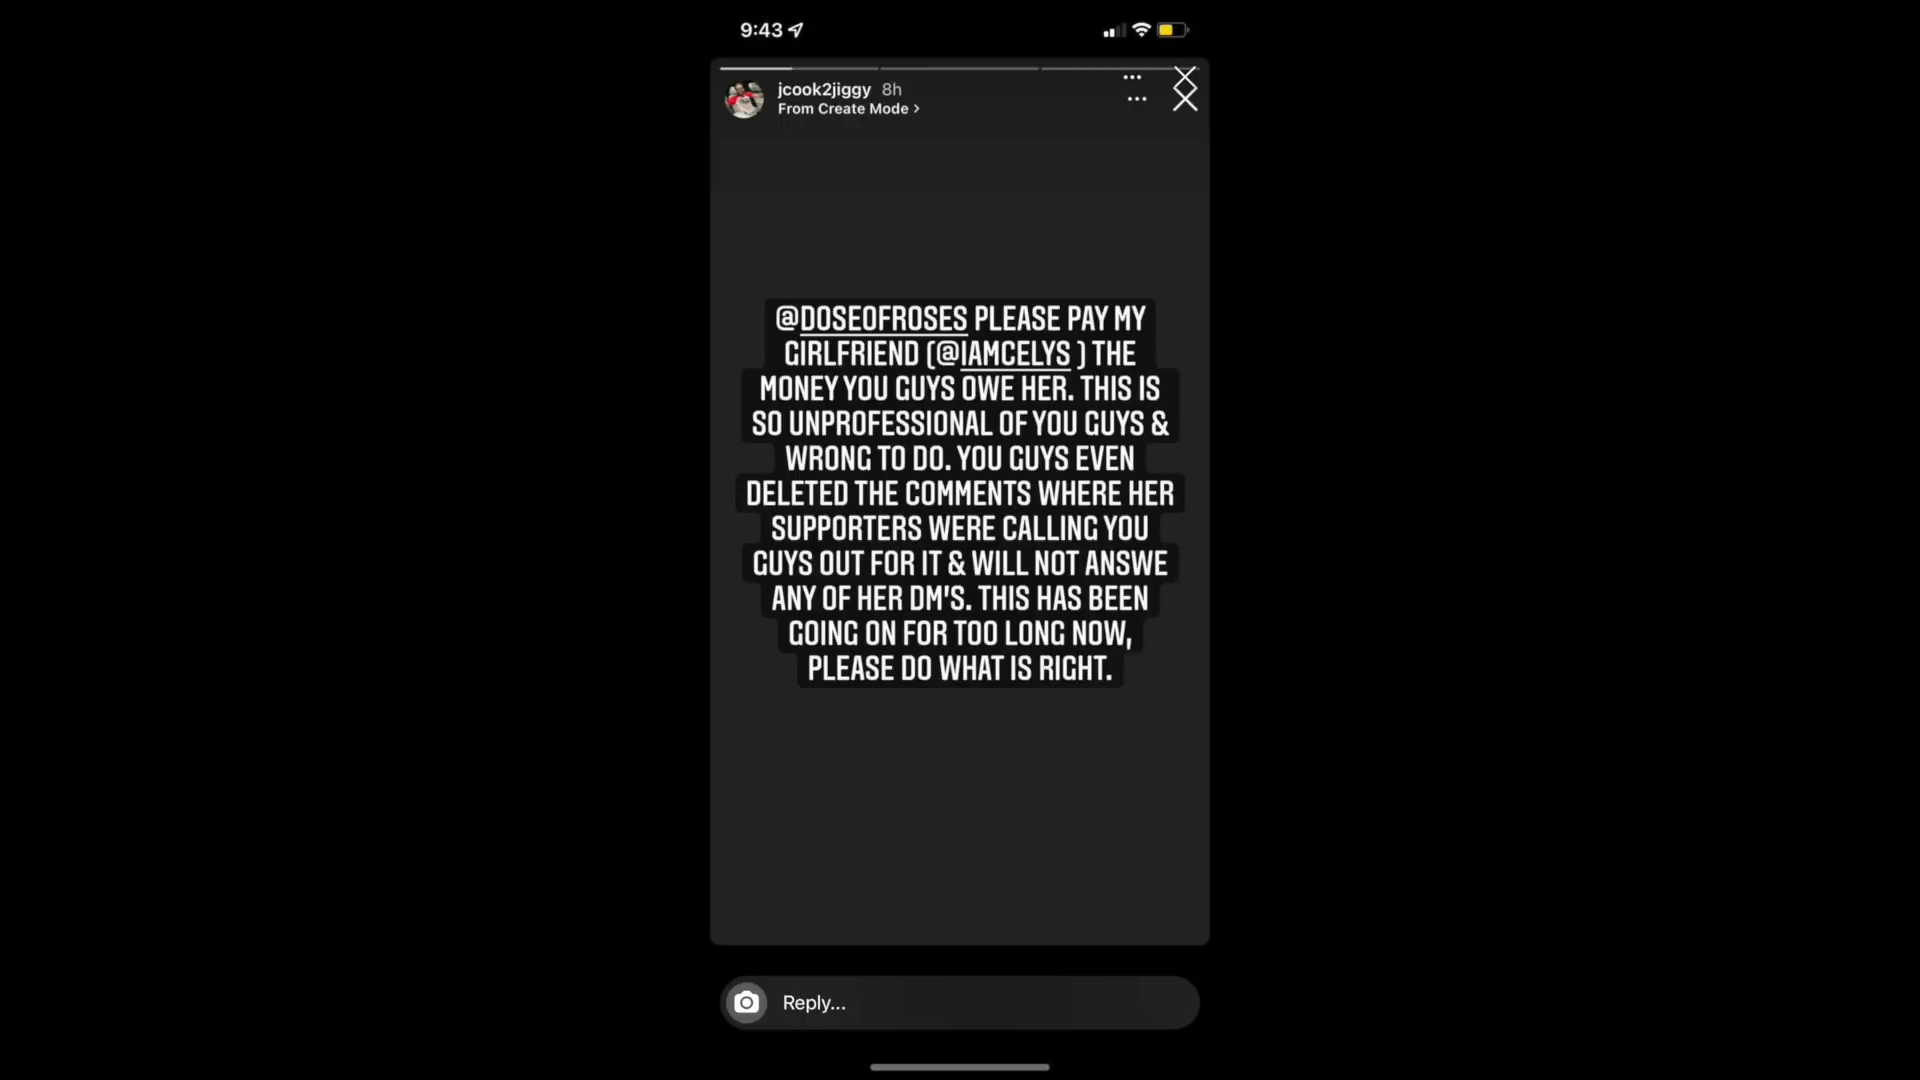 9:43
jcook2jiggy 8h
From Create Mode >
@DOSEOFROSES PLEASE PAY MY
GIRLFRIEND (@IAMCELYS ) THE
MONEY YOU GUYS OWE HER. THIS IS
SO UNPROFESSIONAL OF YOU GUYS &
WRONG TO DO. YOU GUYS EVEN
DELETED THE COMMENTS WHERE HER
SUPPORTERS WERE CALLING YOU
GUYS OUT FOR IT & WILL NOT ANSWE
ANY OF HER DM'S. THIS HAS BEEN
GOING ON FOR TOO LONG NOW,
PLEASE DO WHAT IS RIGHT.
Reply...